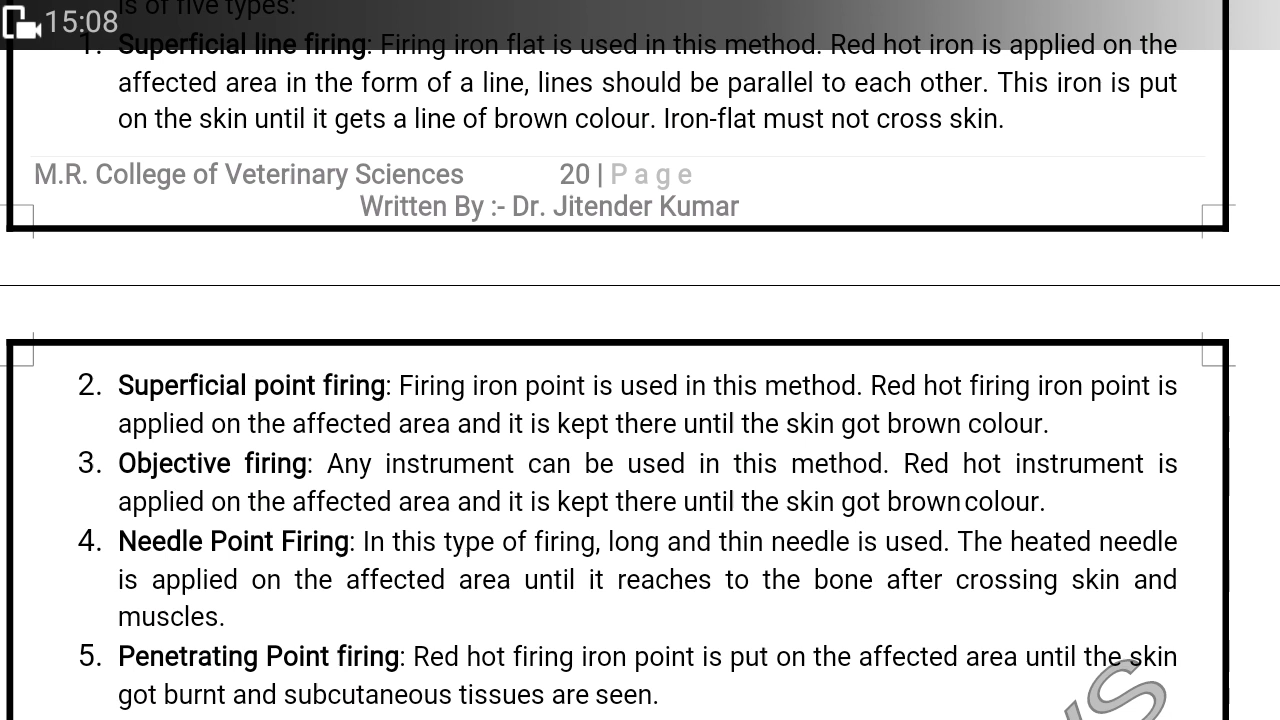 15:08
is of five types:
1. Superficial line firing: Firing iron flat is used in this method. Red hot iron is applied on the
affected area in the form of a line, lines should be parallel to each other. This iron is put
on the skin until it gets a line of brown colour. Iron-flat must not cross skin.
M.R. College of Veterinary Sciences 20 | P a g e
Written By :- Dr. Jitender Kumar
2. Superficial point firing: Firing iron point is used in this method. Red hot firing iron point is
applied on the affected area and it is kept there until the skin got brown colour.
3. Objective firing: Any instrument can be used in this method. Red hot instrument is
applied on the affected area and it is kept there until the skin got brown colour.
4. Needle Point Firing: In this type of firing, long and thin needle is used. The heated needle
is applied on the affected area until it reaches to the bone after crossing skin and
muscles.
5. Penetrating Point firing: Red hot firing iron point is put on the affected area until the skin
got burnt and subcutaneous tissues are seen.